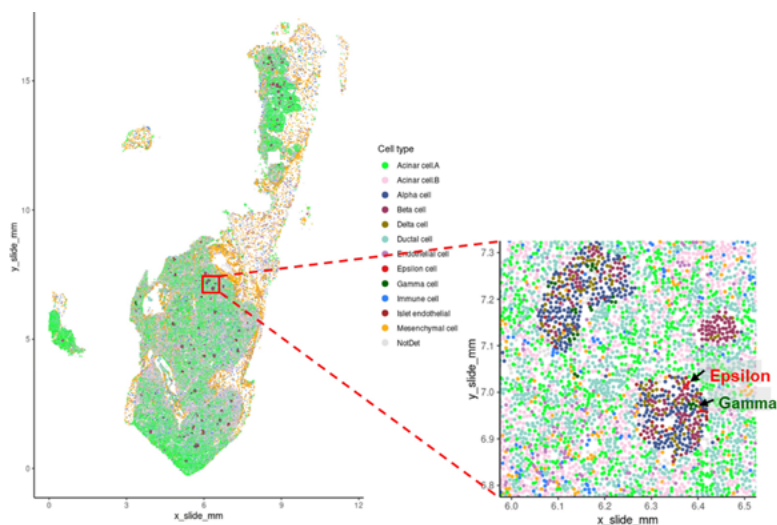 15
10
5
0
y_slide_mm
0
3
6
9
12
x_slide_mm
Cell type
Acinar cell.A
Acinar cell.B
Alpha cell
Beta cell
Delta cell
Ductal cell
Endothelial cell
Epsilon cell
Gamma cell
Immune cell
Islet endothelial
Mesenchymal cell
NotDet
7.3
7.2
7.1
7.0
6.9
6.8
y_slide_mm
Epsilon
Gamma
6.0
6.1
6.2
6.3
6.4
6.5
x_slide_mm